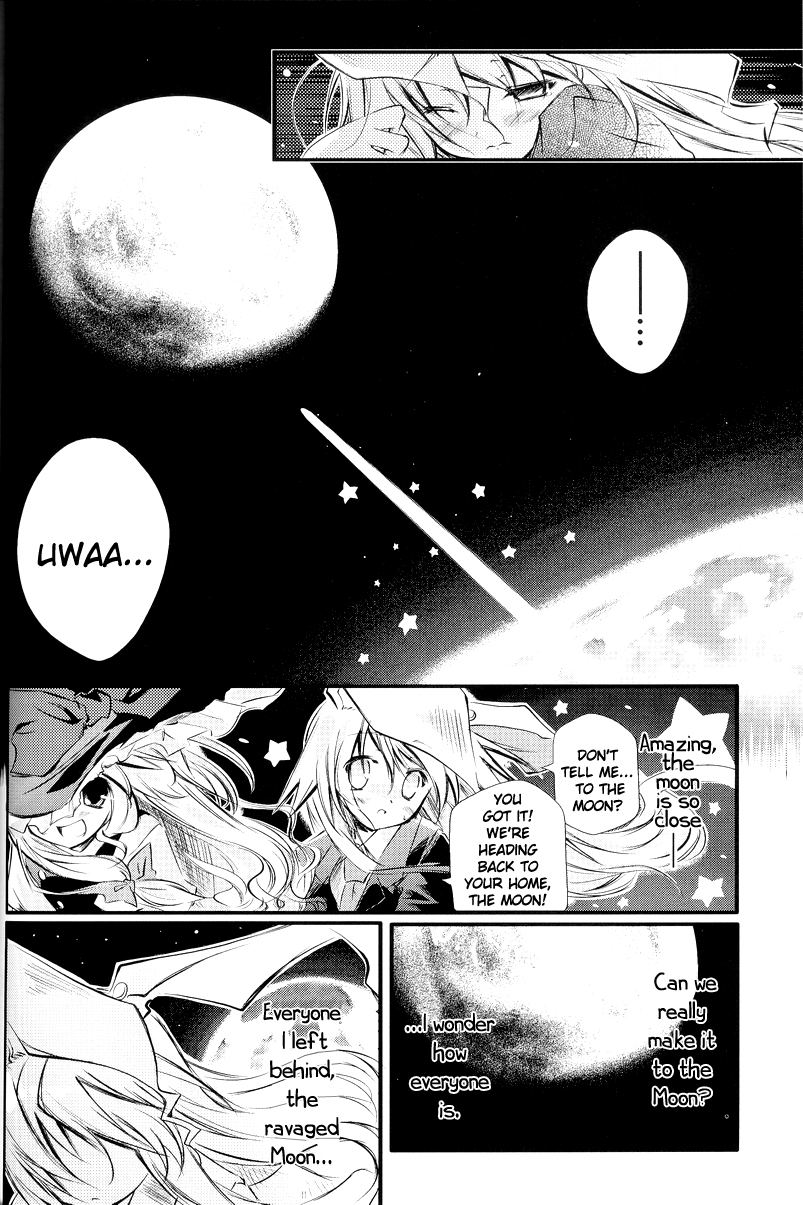 UWAA...
Amazing,
the
moon
is so
close
DON'T
TELL ME...
TO THE
MOON?
YOU
GOT IT!
WE'RE
HEADING
BACK TO
YOUR HOME,
THE MOON!
Can we
really
make it
to the
Moon?
...I wonder
how
everyone
is.
Everyone
I left
behind,
the
ravaged
Moon...